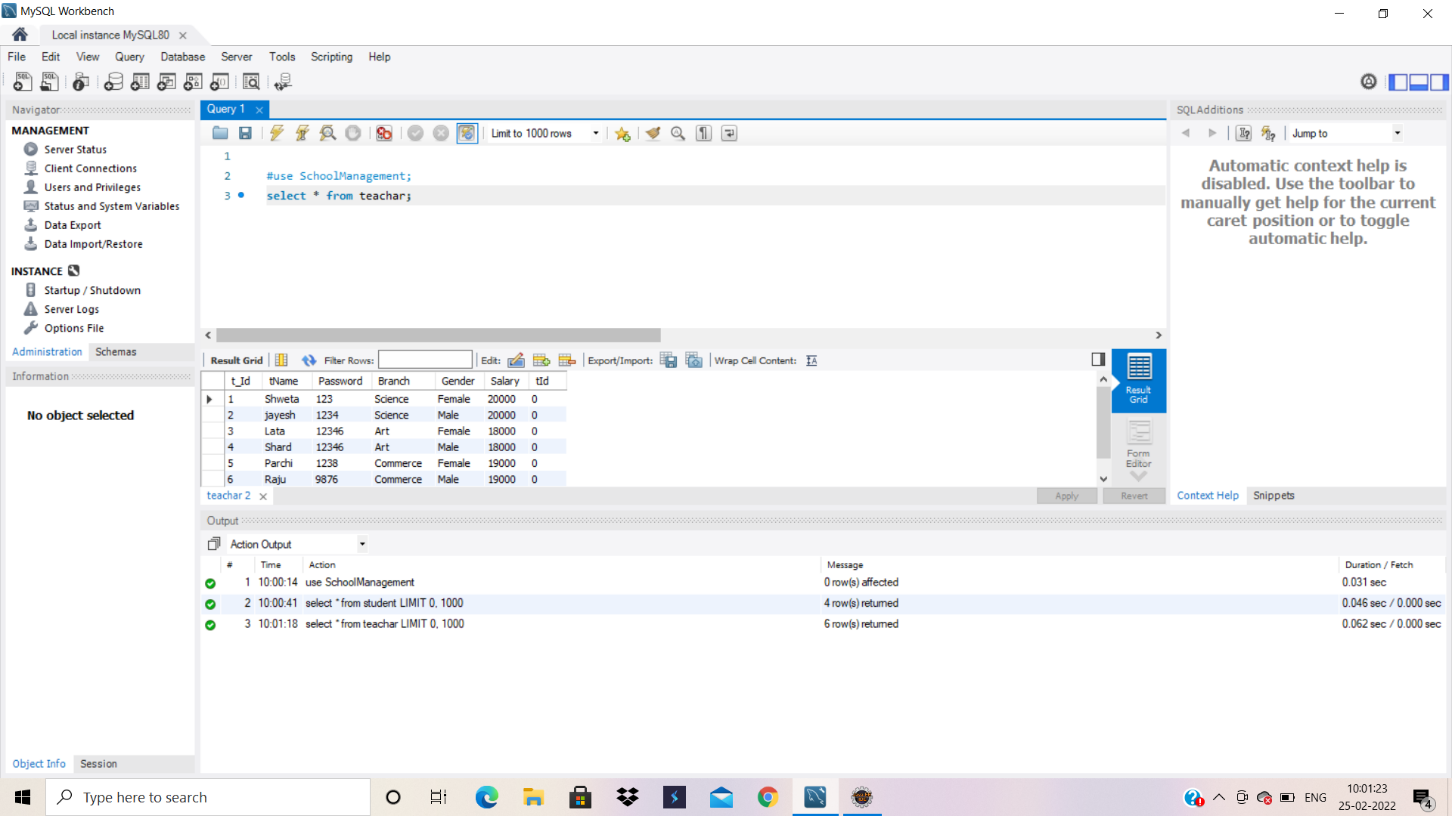 MySQL Workbench
Local instance MySQL80
File Edit View Query Database Server Tools Scripting Help
Navigator
MANAGEMENT
Server Status
Client Connections
Users and Privileges
Status and System Variables
Data Export
Data Import/Restore
INSTANCE
Startup / Shutdown
Server Logs
Options File
Administration Schemas
Information
No object selected
Object Info Session
Query 1
Limit to 1000 rows
1
2 #use SchoolManagement;
3 select * from teachar;
Result Grid Filter Rows: Edit: Export/Import: Wrap Cell Content:
t_Id tName Password Branch Gender Salary tId
1 Shweta 123 Science Female 20000 0
2 jayesh 1234 Science Male 20000 0
3 Lata 12346 Art Female 18000 0
4 Shard 12346 Art Male 18000 0
5 Parchi 1238 Commerce Female 19000 0
6 Raju 9876 Commerce Male 19000 0
Result
Grid
Form
Editor
teachar 2 Apply Revert
SQLAdditions
Jump to
Automatic context help is
disabled. Use the toolbar to
manually get help for the current
caret position or to toggle
automatic help.
Context Help Snippets
Output
Action Output
# Time Action Message Duration / Fetch
1 10:00:14 use SchoolManagement 0 row(s) affected 0.031 sec
2 10:00:41 select * from student LIMIT 0, 1000 4 row(s) returned 0.046 sec / 0.000 sec
3 10:01:18 select * from teachar LIMIT 0, 1000 6 row(s) returned 0.062 sec / 0.000 sec
Type here to search
ENG
10:01:23
25-02-2022
4